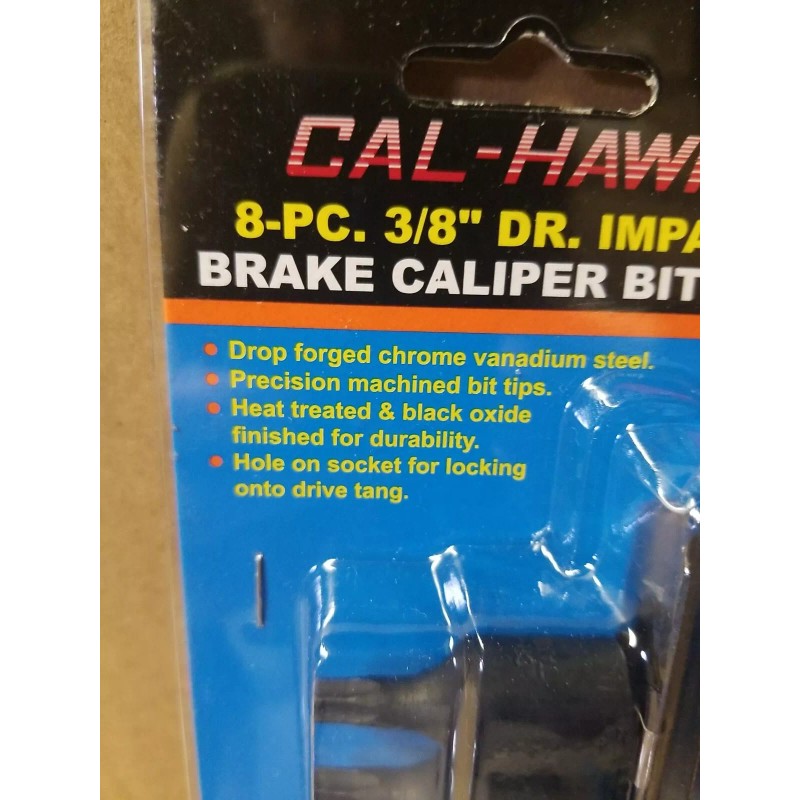 CAL-HAW
8-PC. 3/8" DR. IMPA
BRAKE CALIPER BIT
• Drop forged chrome vanadium steel.
• Precision machined bit tips.
• Heat treated & black oxide
finished for durability.
• Hole on socket for locking
onto drive tang.